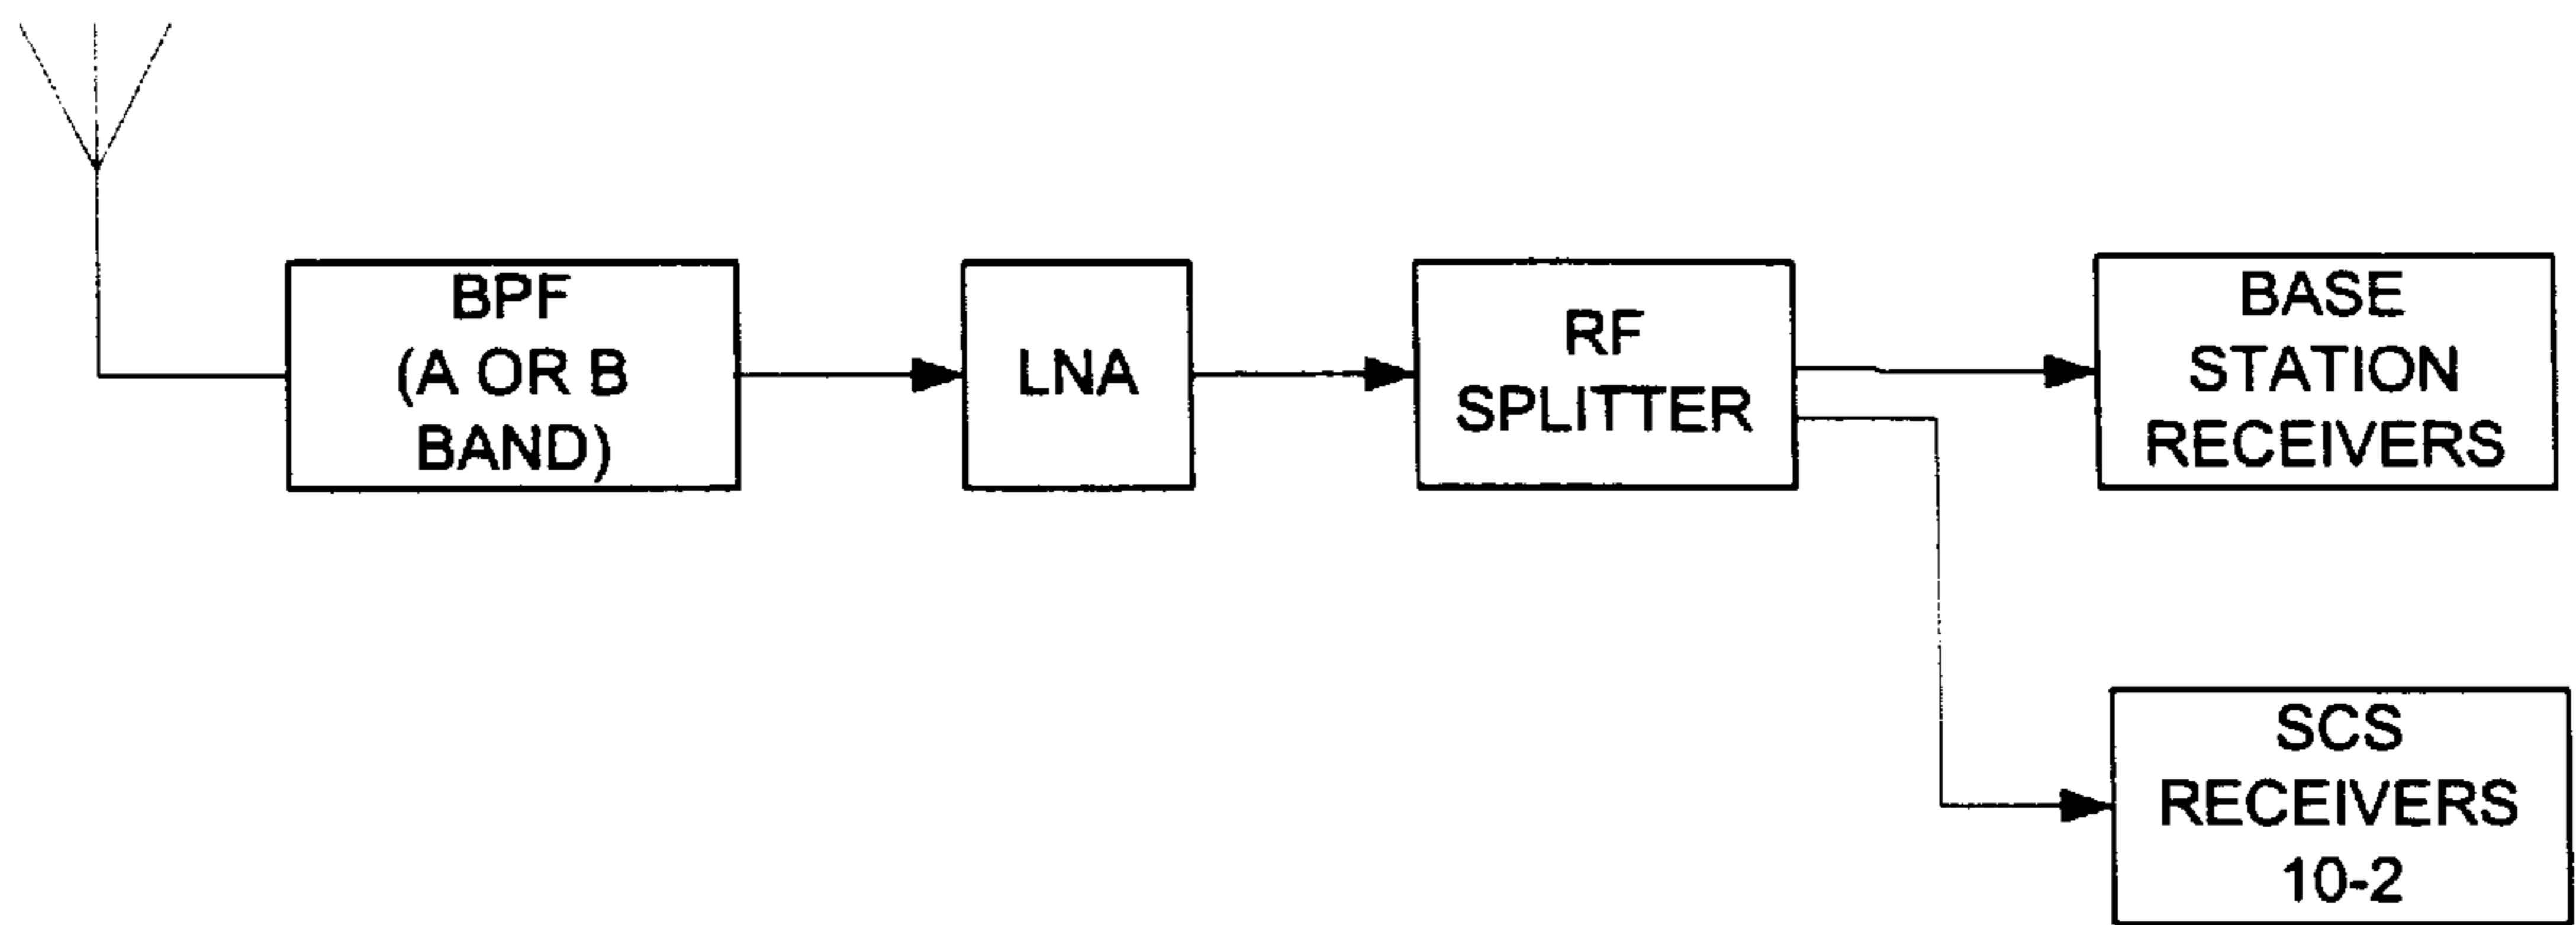 BPF
(A OR B
BAND)
LNA
RF
SPLITTER
BASE
STATION
RECEIVERS
SCS
RECEIVERS
10-2